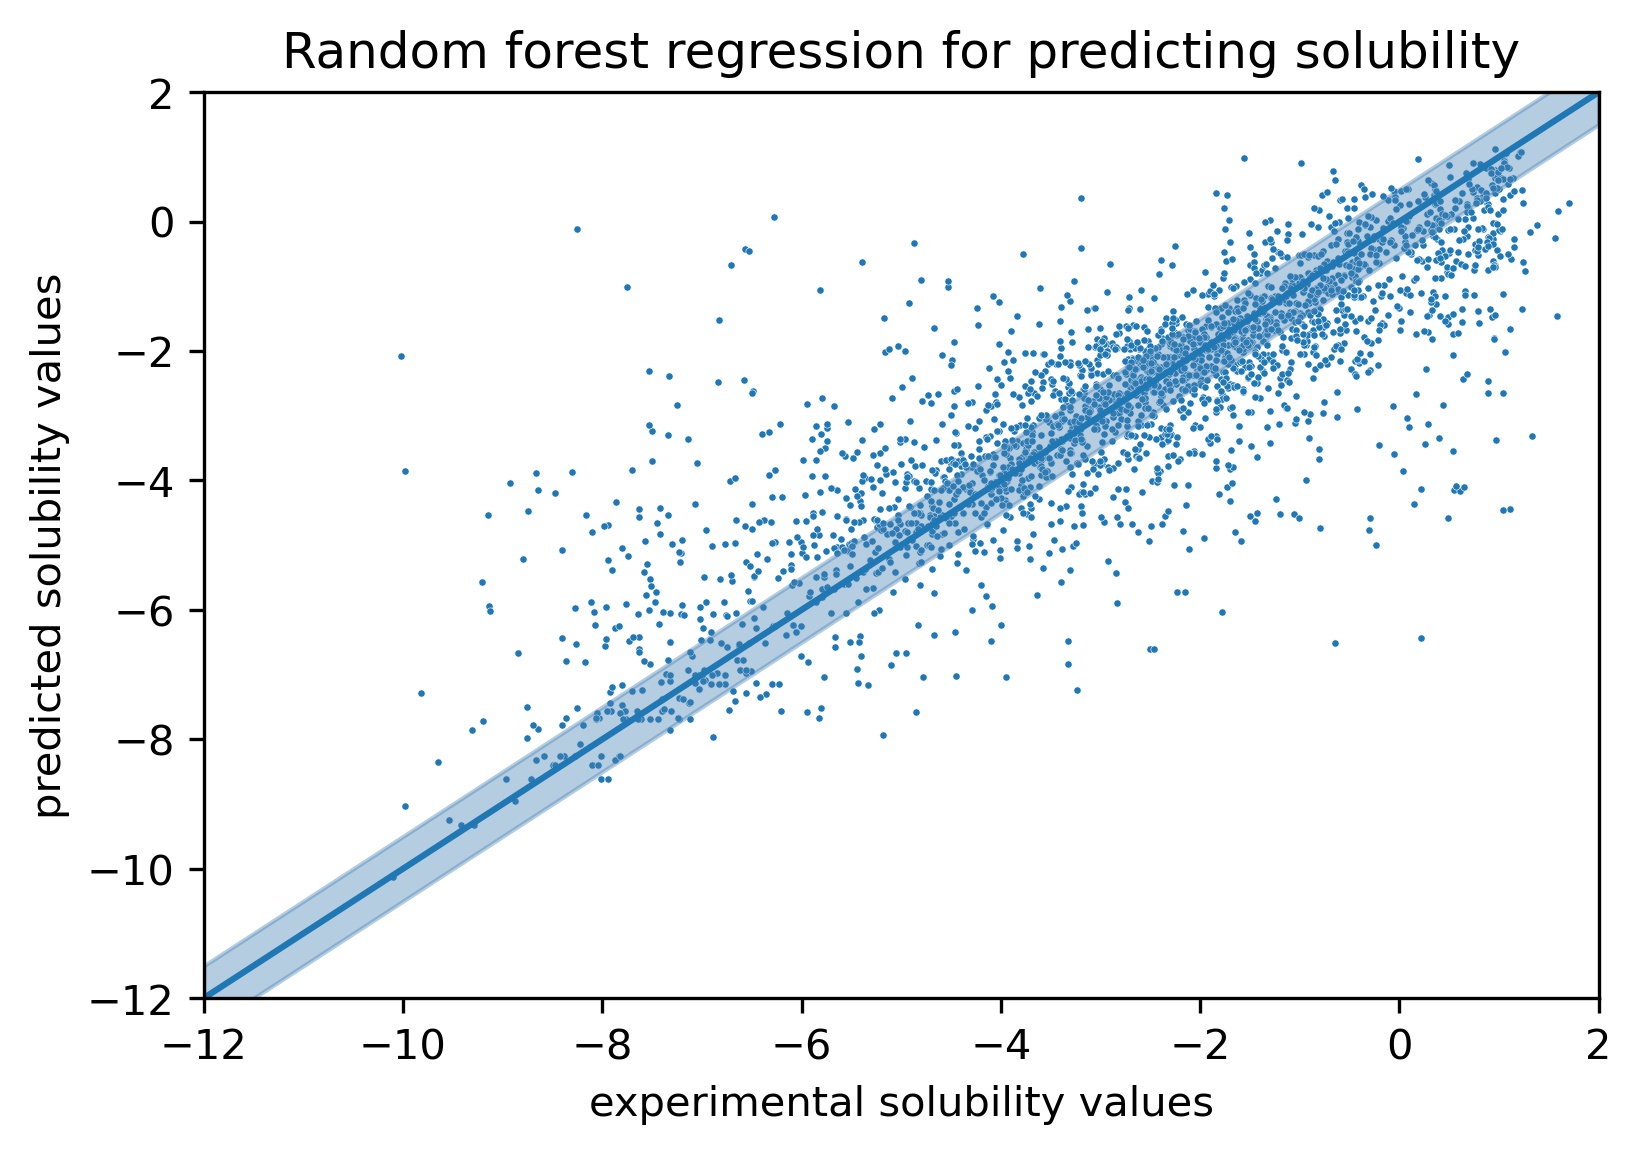 Random forest regression for predicting solubility
2
0
−2
−4
−6
−8
−10
−12
predicted solubility values
−12 −10 −8 −6 −4 −2 0 2
experimental solubility values